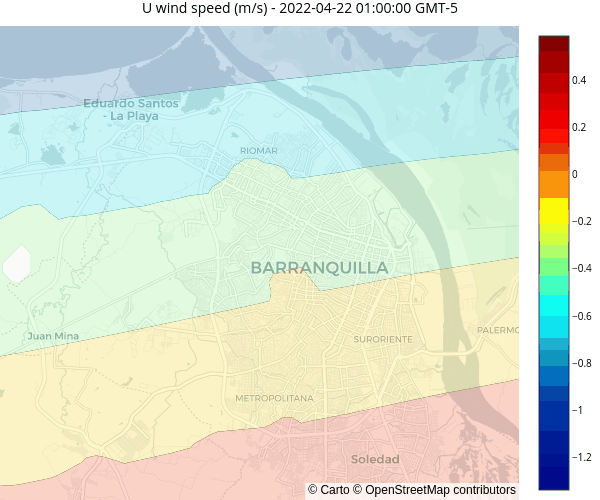 U wind speed (m/s) - 2022-04-22 01:00:00 GMT-5
0.4
Eduardo Santos
- La Playa
0.2
RIOMAR
0
−0.2
BARRANQUILLA
−0.4
−0.6
Juan Mina
SURORIENTE
PALERMO
−0.8
METROPOLITANA
−1
Soledad
−1.2
© Carto © OpenStreetMap contributors